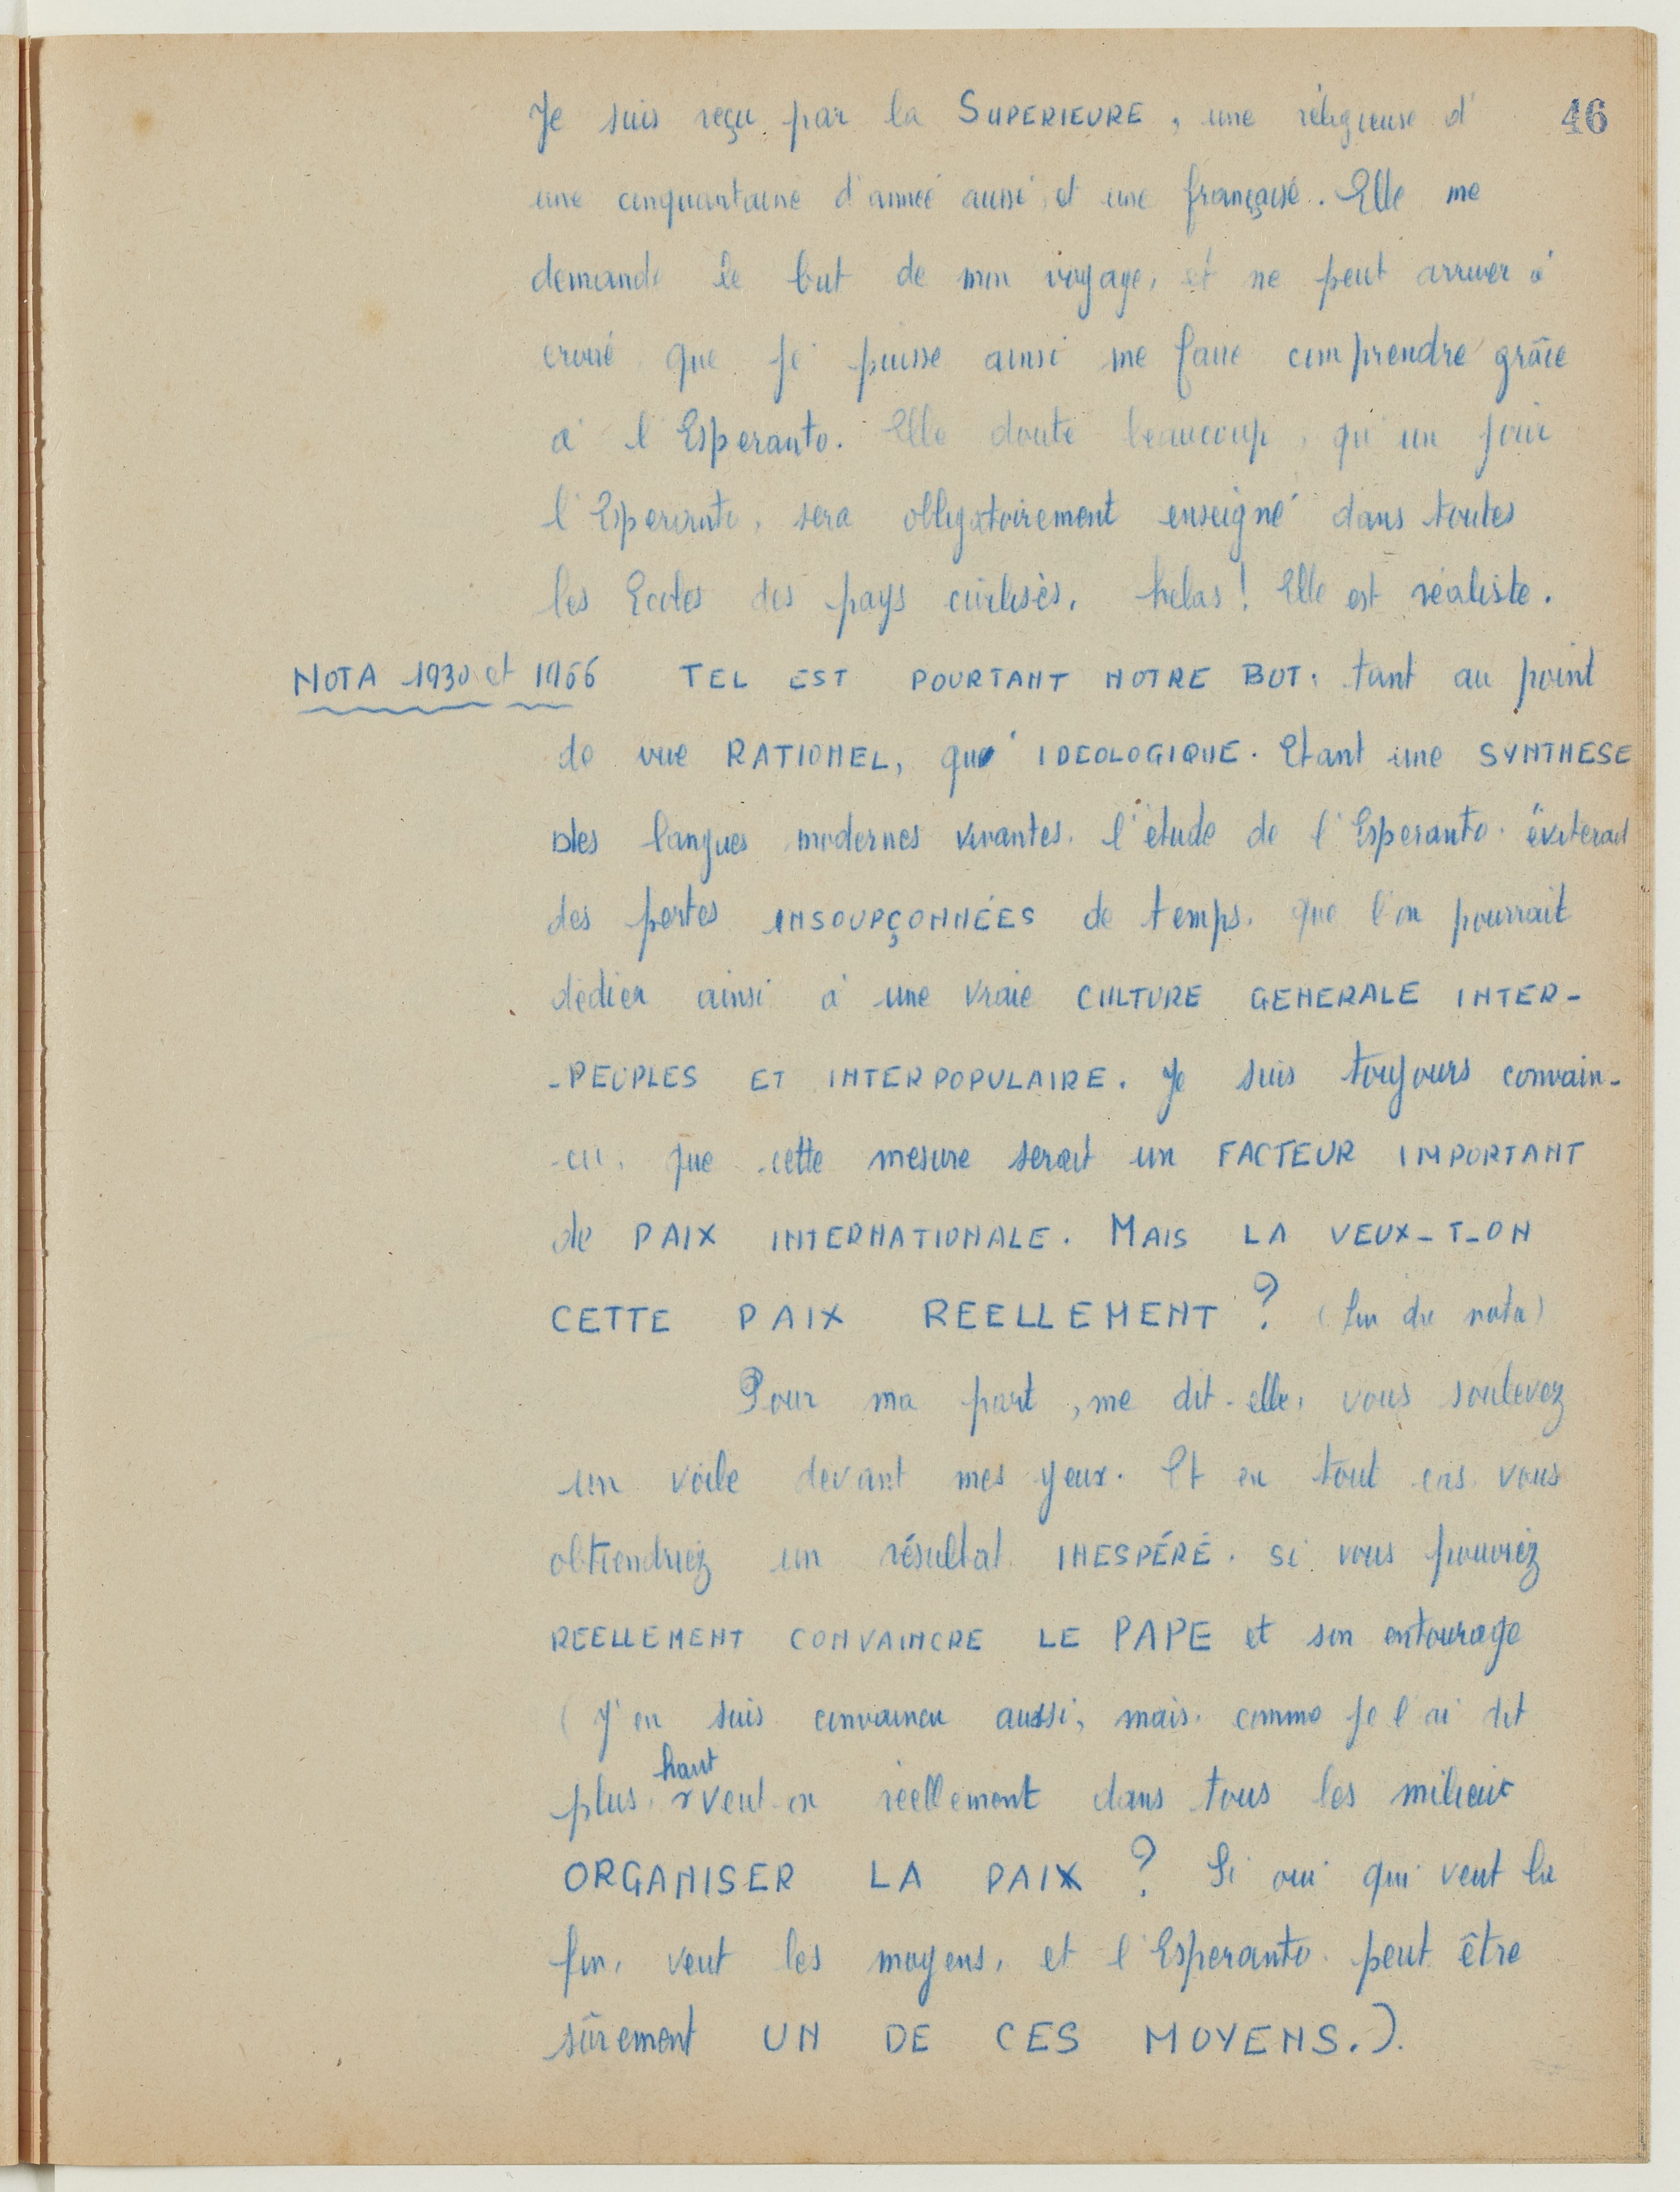 46
Je suis reçu par la SUPERIEURE, une réligieuse d'
une cinquantaine d'année aussi, et une française. Elle me
demande le but de mon voyage, et ne peut arriver à
croire que je puisse ainsi me faire comprendre grâce
à l'Esperanto. Elle doute beaucoup, qu'un jour
l'Esperanto, sera obligatoirement enseigné dans toutes
les Ecoles des pays civilisés, helas! Elle est réaliste.
NOTA 1930 et 1966 TEL EST POURTANT NOTRE BUT. tant au point
de vue RATIONEL, qu' IDEOLOGIQUE. Etant une SYNTHESE
Des langues modernes vivantes, l'étude de l'Esperanto. éviterait
des pertes INSOUPÇONNÉES de temps. que l'on pourrait
dédier ainsi à une vraie CULTURE GENERALE INTER-
-PEUPLES ET INTERPOPULAIRE. Je suis toujours convain-
-cu, que cette mesure serait un FACTEUR IMPORTANT
de PAIX INTERNATIONALE. MAIS LA VEUX-T-ON
CETTE PAIX REELLEMENT? (fin du nota)
Pour ma part, me dit-elle, vous soulevez
un voile devant mes yeux. Et en tout cas vous
obtiendriez un résultat INESPÉRÉ. si vous pouviez
REELLEMENT CONVAINCRE LE PAPE et son entourage
(J'en suis convaincu aussi, mais. comme je l'ai dit
plus haut veut-on réellement dans tous les milieux
ORGANISER LA PAIX? Si oui qui veut la
fin, veut les moyens, et l'Esperanto. peut être
sûrement UN DE CES MOYENS.).